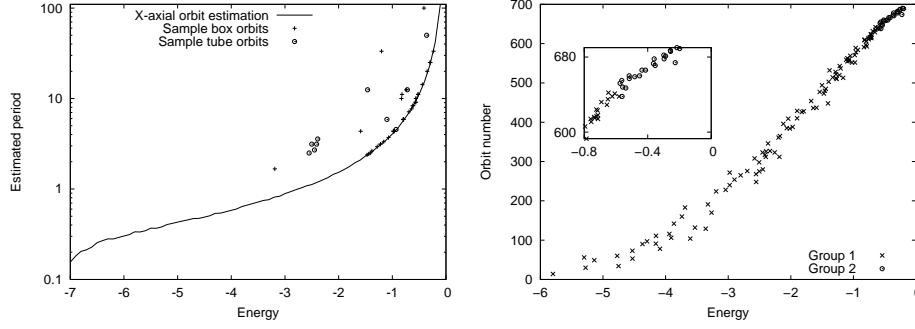 X-axial orbit estimation
Sample box orbits
Sample tube orbits
100
10
1
0.1
Estimated period
-7 -6 -5 -4 -3 -2 -1 0
Energy
700
600
500
400
300
200
100
0
Orbit number
680
600
−0.8 −0.4 0
Group 1
Group 2
−6 −5 −4 −3 −2 −1 0
Energy